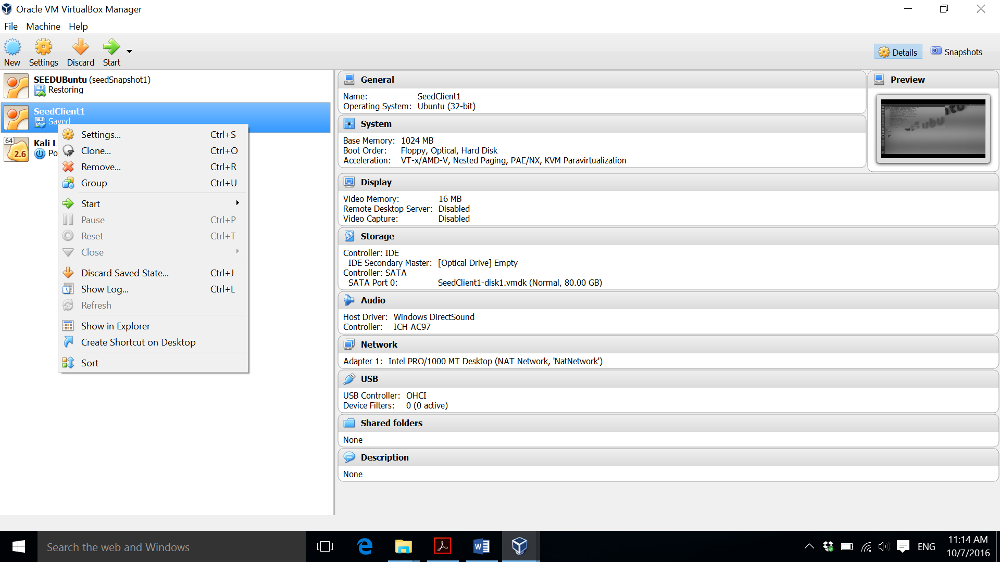 Oracle VM VirtualBox Manager
File Machine Help
New Settings Discard Start
Details Snapshots
SEEDUBuntu (seedSnapshot1)
Restoring
SeedClient1
Saved
64
2.6
Kali L
Po
Settings... Ctrl+S
Clone... Ctrl+O
Remove... Ctrl+R
Group Ctrl+U
Start
Pause Ctrl+P
Reset Ctrl+T
Close
Discard Saved State... Ctrl+J
Show Log... Ctrl+L
Refresh
Show in Explorer
Create Shortcut on Desktop
Sort
General
Name: SeedClient1
Operating System: Ubuntu (32-bit)
System
Base Memory: 1024 MB
Boot Order: Floppy, Optical, Hard Disk
Acceleration: VT-x/AMD-V, Nested Paging, PAE/NX, KVM Paravirtualization
Preview
Display
Video Memory: 16 MB
Remote Desktop Server: Disabled
Video Capture: Disabled
Storage
Controller: IDE
IDE Secondary Master: [Optical Drive] Empty
Controller: SATA
SATA Port 0: SeedClient1-disk1.vmdk (Normal, 80.00 GB)
Audio
Host Driver: Windows DirectSound
Controller: ICH AC97
Network
Adapter 1: Intel PRO/1000 MT Desktop (NAT Network, 'NatNetwork')
USB
USB Controller: OHCI
Device Filters: 0 (0 active)
Shared folders
None
Description
None
Search the web and Windows
ENG
11:14 AM
10/7/2016